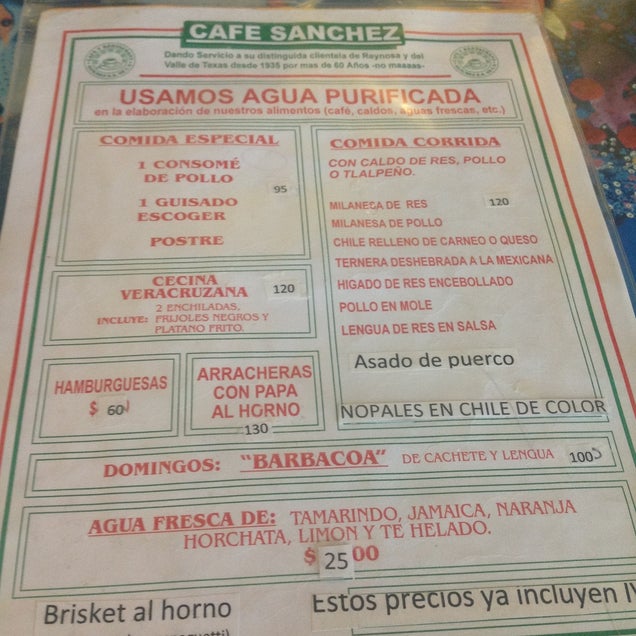 CAFE SANCHEZ
Dando Servicio a su distinguida clientela de Reynosa y del
Valle de Texas desde 1935 por mas de 60 Años -no maaaas-
USAMOS AGUA PURIFICADA
en la elaboración de nuestros alimentos (café, caldos, aguas frescas, etc.)
COMIDA ESPECIAL
1 CONSOMÉ
DE POLLO
95
1 GUISADO
ESCOGER
POSTRE
COMIDA CORRIDA
CON CALDO DE RES, POLLO
O TLALPEÑO.
MILANECA DE RES 120
MILANESA DE POLLO
CHILE RELLENO DE CARNEO O QUESO
TERNERA DESHEBRADA A LA MEXICANA
HIGADO DE RES ENCEBOLLADO
POLLO EN MOLE
LENGUA DE RES EN SALSA
Asado de puerco
NOPALES EN CHILE DE COLOR
CECINA
VERACRUZANA 120
2 ENCHILADAS,
INCLUYE: FRIJOLES NEGROS Y
PLATANO FRITO.
HAMBURGUESAS
$ 60
ARRACHERAS
CON PAPA
AL HORNO
130
DOMINGOS: "BARBACOA" DE CACHETE Y LENGUA 100
AGUA FRESCA DE: TAMARINDO, JAMAICA, NARANJA
HORCHATA, LIMON Y TE HELADO.
$ 25 00
Brisket al horno
Estos precios ya incluyen